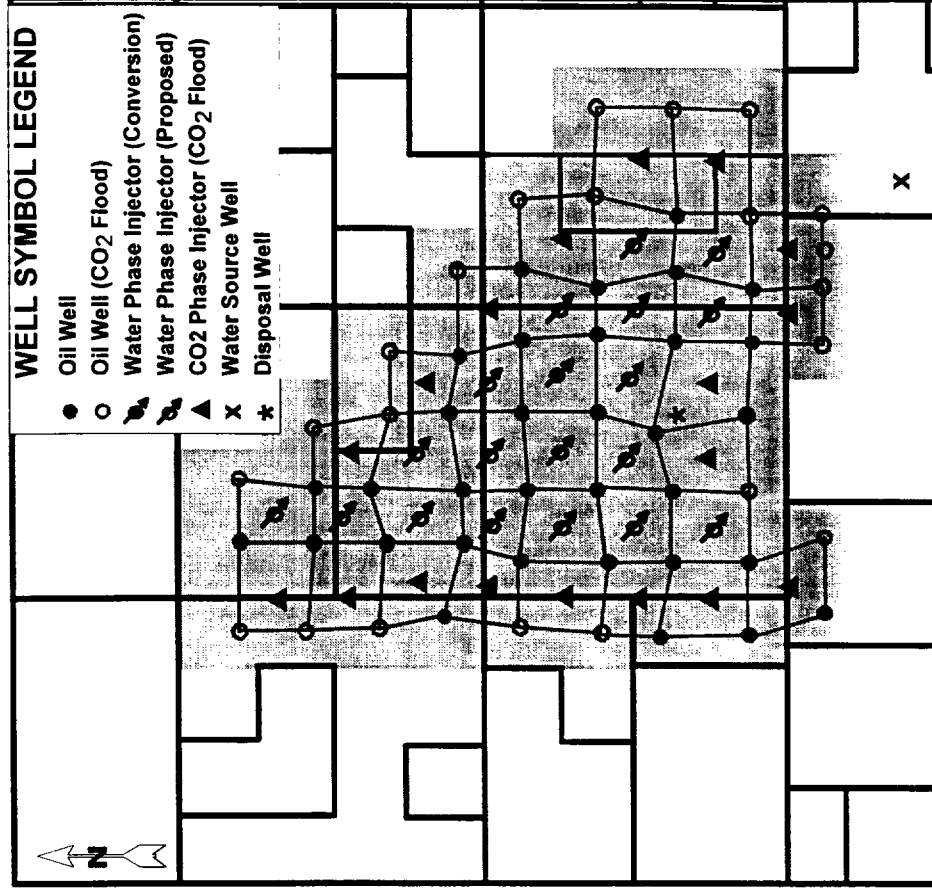 WELL SYMBOL LEGEND
Oil Well
Oil Well (CO2 Flood)
Water Phase Injector (Conversion)
Water Phase Injector (Proposed)
CO2 Phase Injector (CO2 Flood)
x Water Source Well
* Disposal Well
N
*
x